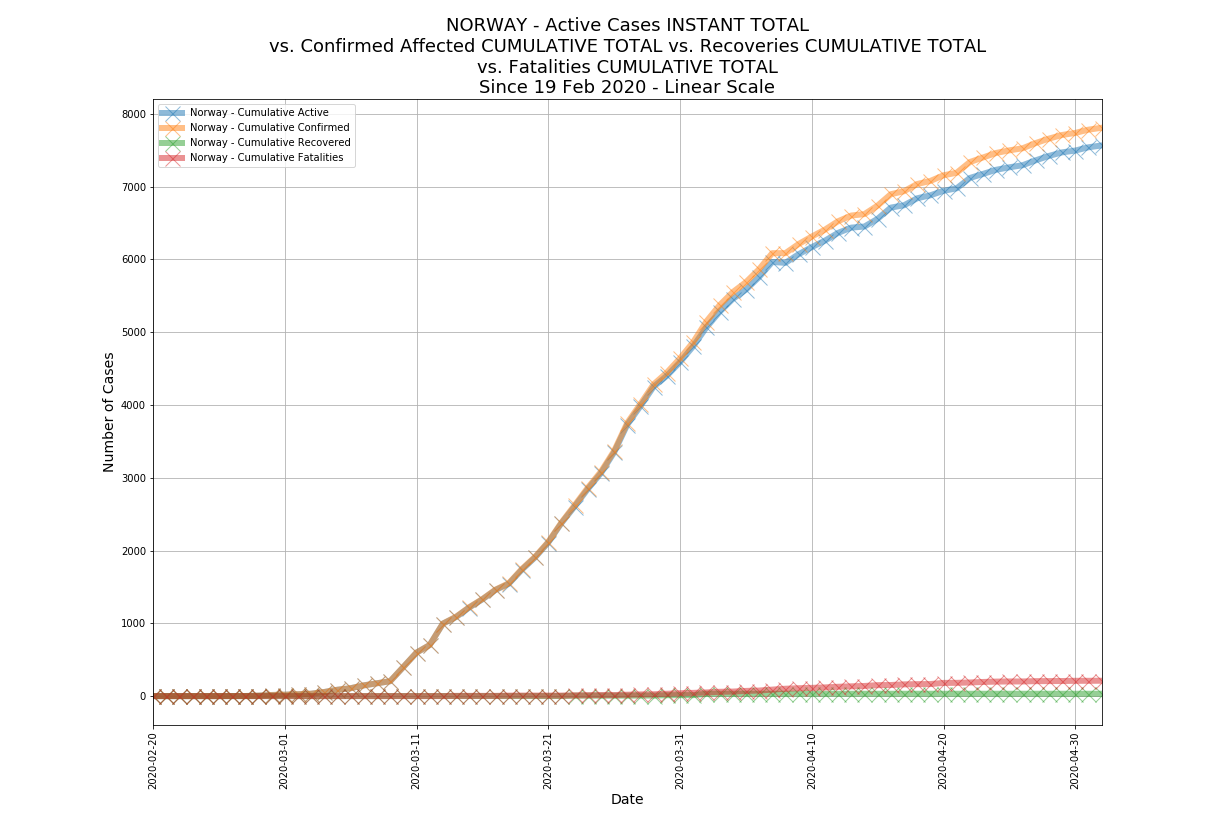 NORWAY - Active Cases INSTANT TOTAL
vs. Confirmed Affected CUMULATIVE TOTAL vs. Recoveries CUMULATIVE TOTAL
vs. Fatalities CUMULATIVE TOTAL
Since 19 Feb 2020 - Linear Scale
Norway - Cumulative Active
Norway - Cumulative Confirmed
Norway - Cumulative Recovered
Norway - Cumulative Fatalities
8000
7000
6000
5000
4000
3000
2000
1000
0
Number of Cases
2020-02-20
2020-03-01
2020-03-11
2020-03-21
2020-03-31
2020-04-10
2020-04-20
2020-04-30
Date